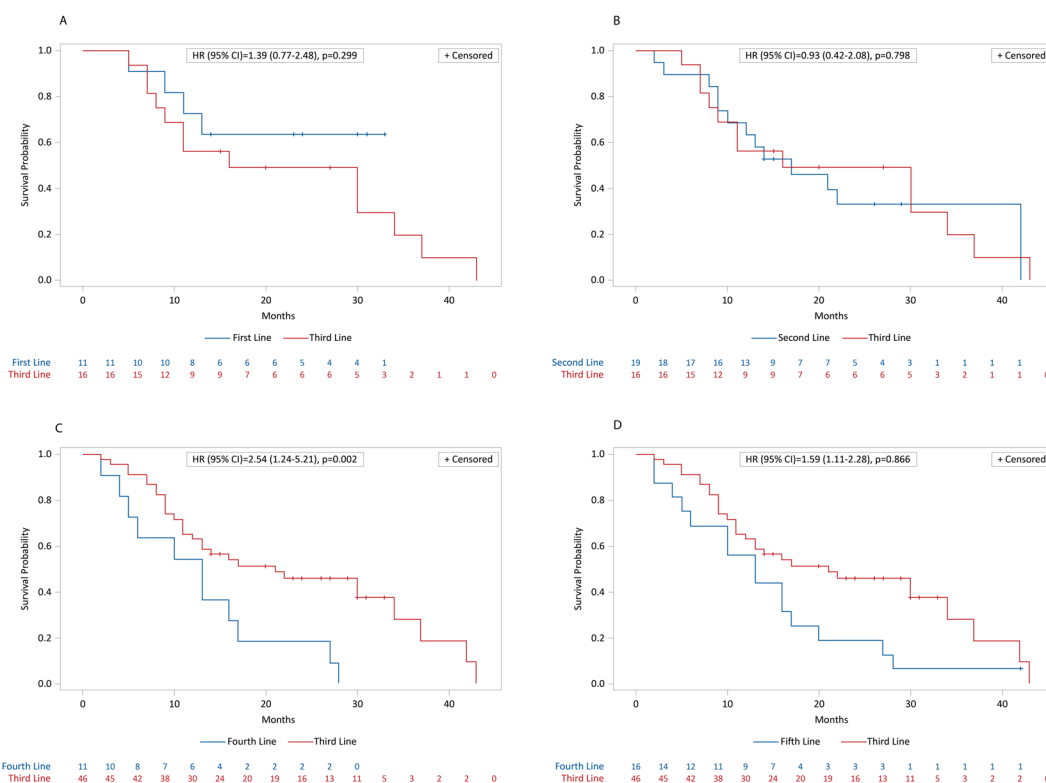 A
HR (95% CI)=1.39 (0.77-2.48), p=0.299
+ Censored
1.0
0.8
0.6
0.4
0.2
0.0
Survival Probability
0 10 20 30 40
Months
First Line Third Line
First Line 11 11 10 10 8 6 6 6 5 4 4 1
Third Line 16 16 15 12 9 9 7 6 6 6 5 3 2 1 1 0
B
HR (95% CI)=0.93 (0.42-2.08), p=0.798
+ Censored
1.0
0.8
0.6
0.4
0.2
0.0
Survival Probability
0 10 20 30 40
Months
Second Line Third Line
Second Line 19 18 17 16 13 9 7 7 5 4 3 1 1 1 1
Third Line 16 16 15 12 9 9 7 6 6 6 5 3 2 1 1
C
HR (95% CI)=2.54 (1.24-5.21), p=0.002
+ Censored
1.0
0.8
0.6
0.4
0.2
0.0
Survival Probability
0 10 20 30 40
Months
Fourth Line Third Line
Fourth Line 11 10 8 7 6 4 2 2 2 2 0
Third Line 46 45 42 38 30 24 20 19 16 13 11 5 3 2 2 0
D
HR (95% CI)=1.59 (1.11-2.28), p=0.866
+ Censored
1.0
0.8
0.6
0.4
0.2
0.0
Survival Probability
0 10 20 30 40
Months
Fifth Line Third Line
Fourth Line 16 14 12 11 9 7 4 3 3 3 1 1 1 1 1
Third Line 46 45 42 38 30 24 20 19 16 13 11 5 3 2 2